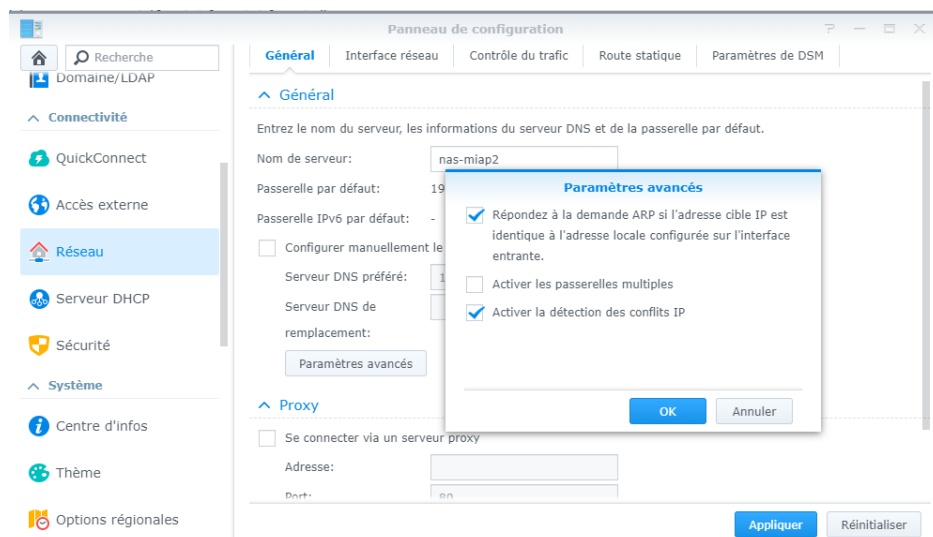 Panneau de configuration
Recherche
Domaine/LDAP
Connectivité
QuickConnect
Accès externe
Réseau
Serveur DHCP
Sécurité
Système
Centre d'infos
Thème
Options régionales
Général Interface réseau Contrôle du trafic Route statique Paramètres de DSM
Général
Entrez le nom du serveur, les informations du serveur DNS et de la passerelle par défaut.
Nom de serveur: nas-miap2
Passerelle par défaut: 19
Passerelle IPv6 par défaut: -
Configurer manuellement le
Serveur DNS préféré: 1
Serveur DNS de
remplacement:
Paramètres avancés
Proxy
Se connecter via un serveur proxy
Adresse:
Port: 80
Appliquer Réinitialiser
Paramètres avancés
Répondez à la demande ARP si l'adresse cible IP est
identique à l'adresse locale configurée sur l'interface
entrante.
Activer les passerelles multiples
Activer la détection des conflits IP
OK Annuler